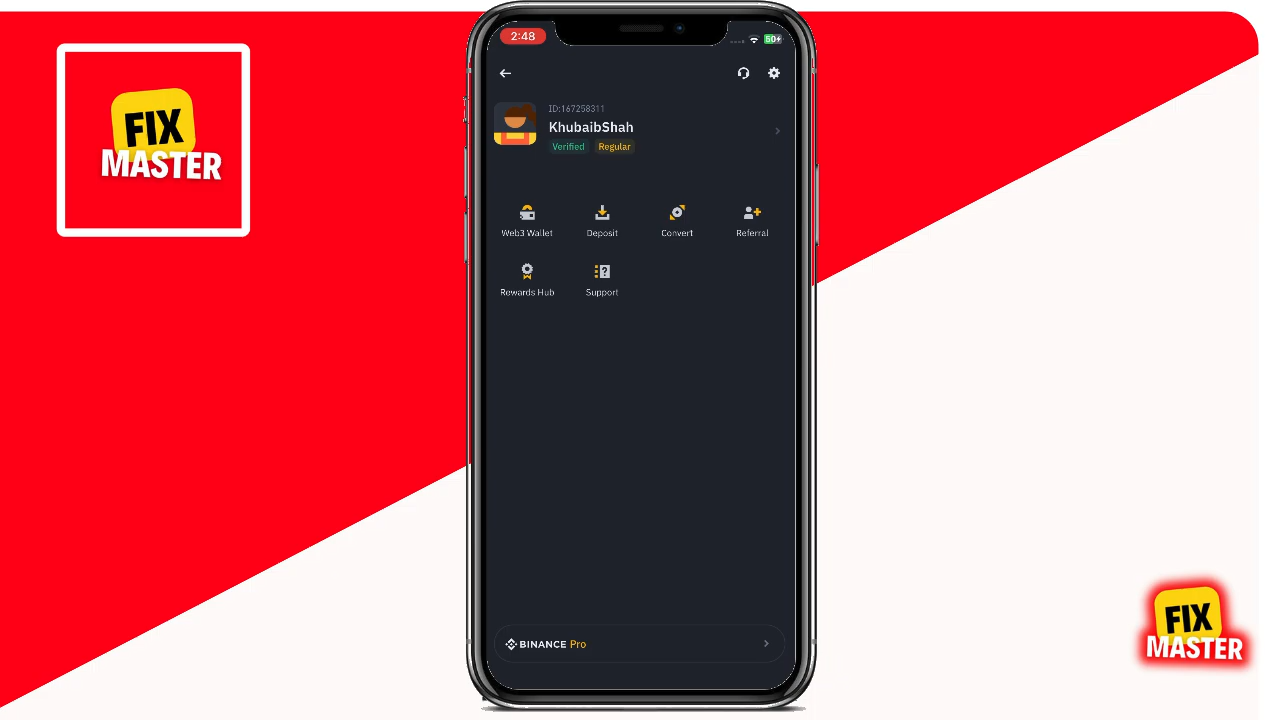 FIX
MASTER
2:48
50
ID:167258311
KhubaibShah
Verified Regular
Web3 Wallet Deposit Convert Referral
Rewards Hub Support
BINANCE Pro
FIX
MASTER